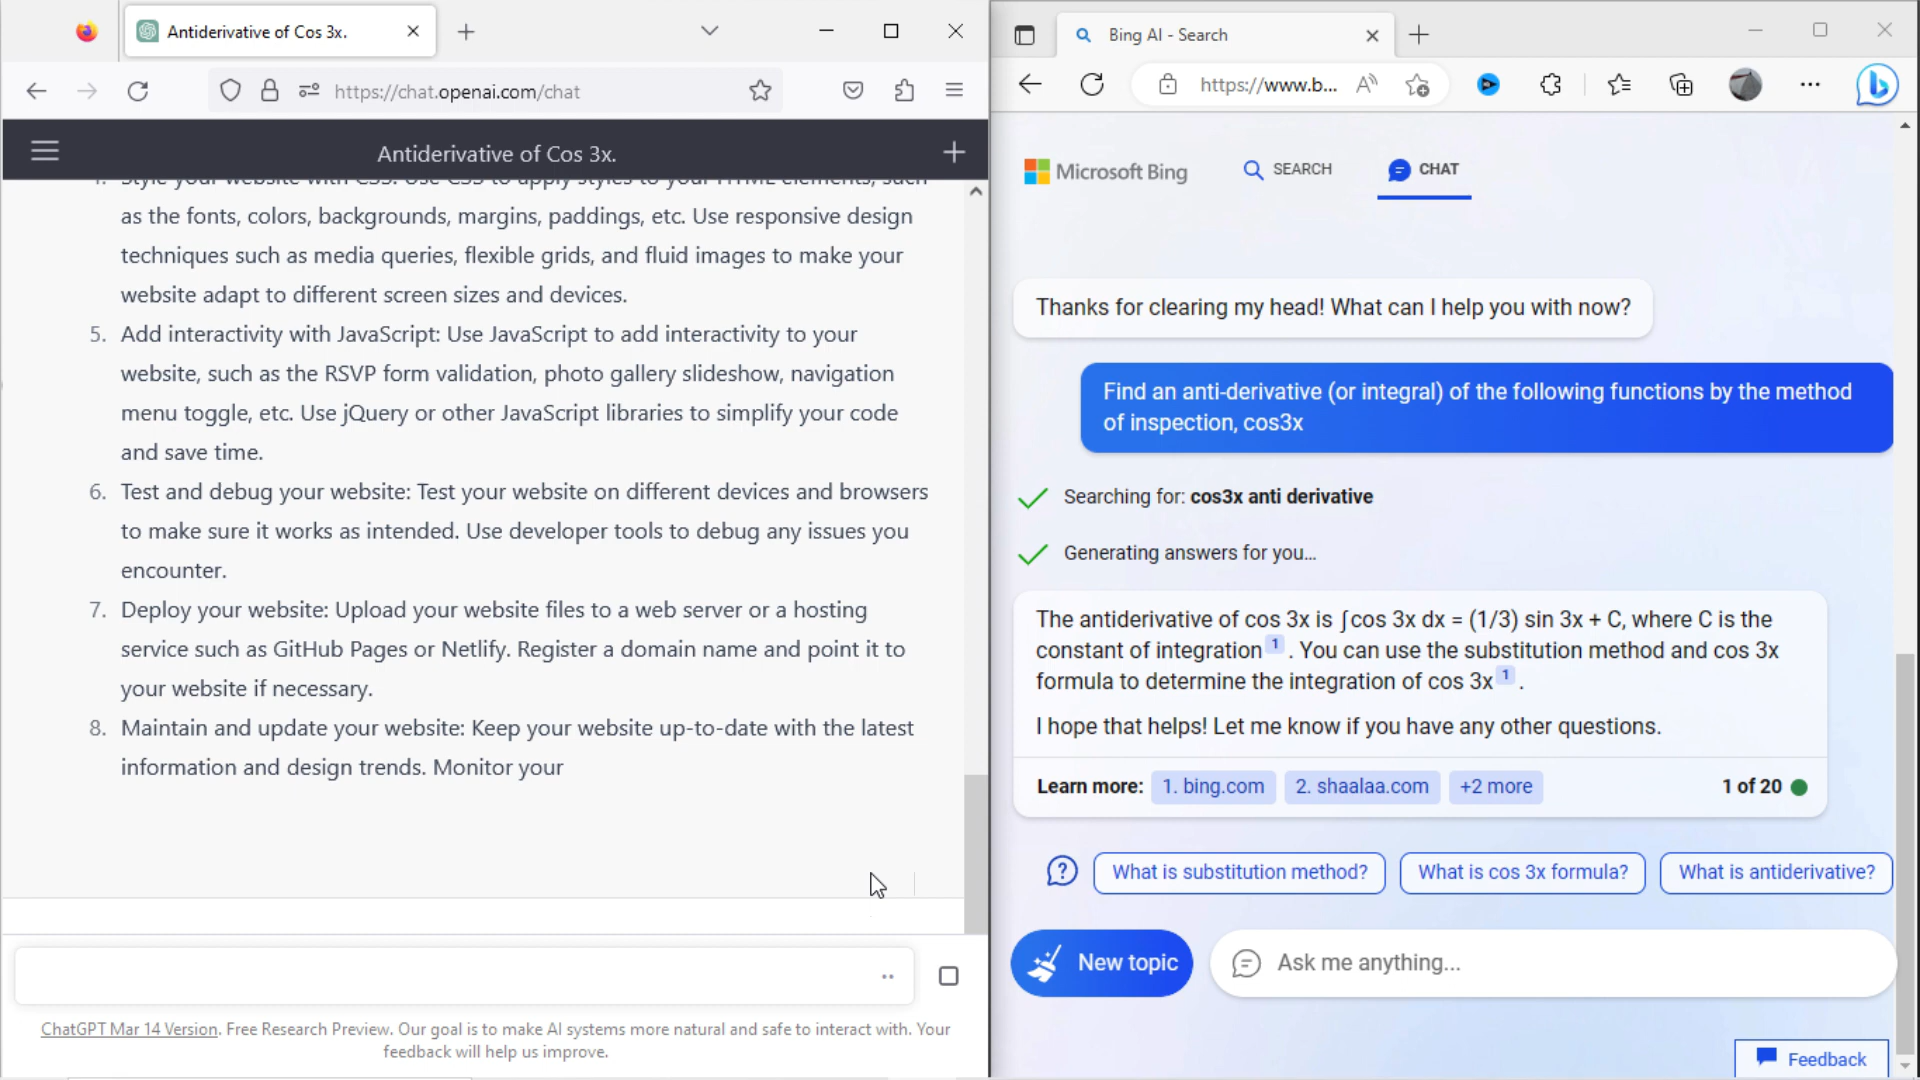 Antiderivative of Cos 3x.
https://chat.openai.com/chat
Antiderivative of Cos 3x.
Style your website with CSS: Use CSS to apply styles to your HTML elements, such
as the fonts, colors, backgrounds, margins, paddings, etc. Use responsive design
techniques such as media queries, flexible grids, and fluid images to make your
website adapt to different screen sizes and devices.
5. Add interactivity with JavaScript: Use JavaScript to add interactivity to your
website, such as the RSVP form validation, photo gallery slideshow, navigation
menu toggle, etc. Use jQuery or other JavaScript libraries to simplify your code
and save time.
6. Test and debug your website: Test your website on different devices and browsers
to make sure it works as intended. Use developer tools to debug any issues you
encounter.
7. Deploy your website: Upload your website files to a web server or a hosting
service such as GitHub Pages or Netlify. Register a domain name and point it to
your website if necessary.
8. Maintain and update your website: Keep your website up-to-date with the latest
information and design trends. Monitor your
ChatGPT Mar 14 Version. Free Research Preview. Our goal is to make AI systems more natural and safe to interact with. Your
feedback will help us improve.
Bing AI - Search
https://www.b...
Microsoft Bing
SEARCH
CHAT
Thanks for clearing my head! What can I help you with now?
Find an anti-derivative (or integral) of the following functions by the method
of inspection, cos3x
Searching for: cos3x anti derivative
Generating answers for you...
The antiderivative of cos 3x is ∫cos 3x dx = (1/3) sin 3x + C, where C is the
constant of integration 1 . You can use the substitution method and cos 3x
formula to determine the integration of cos 3x 1 .
I hope that helps! Let me know if you have any other questions.
Learn more: 1. bing.com 2. shaalaa.com +2 more 1 of 20
What is substitution method? What is cos 3x formula? What is antiderivative?
New topic
Ask me anything...
Feedback